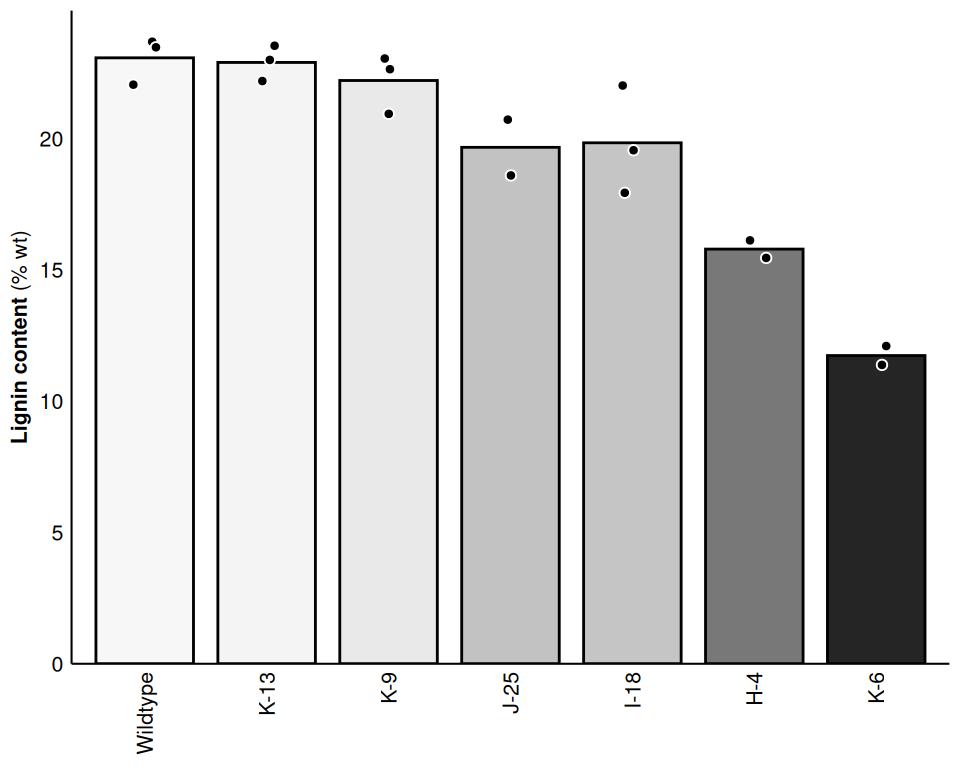 Lignin content (% wt)
20
15
10
5
0
Wildtype
K-13
K-9
J-25
I-18
H-4
K-6